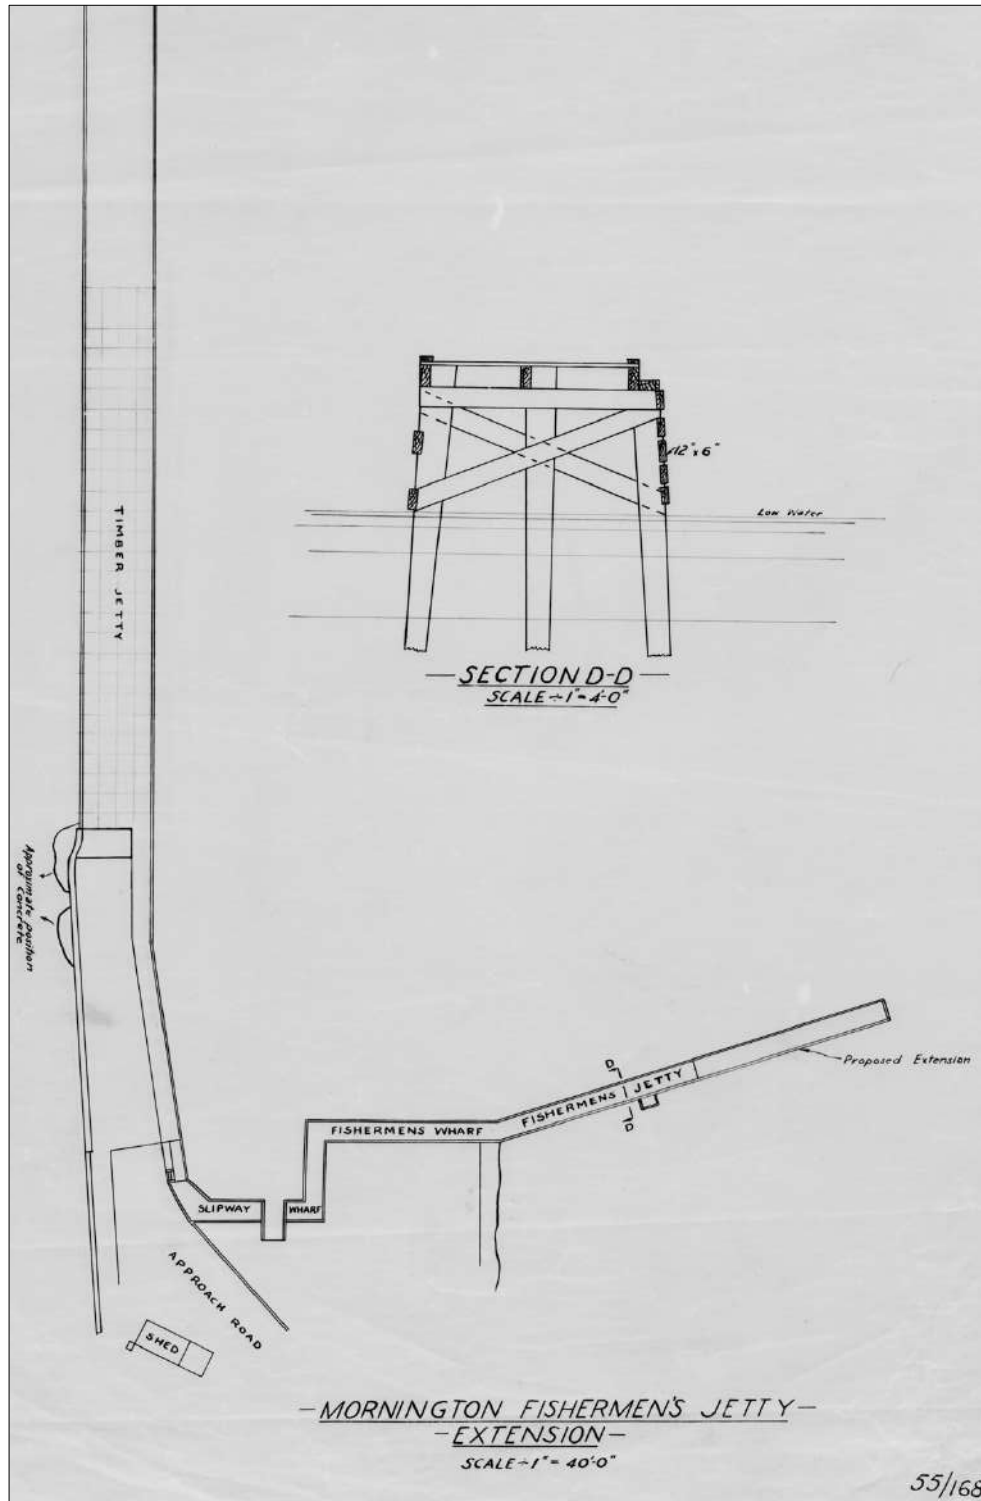 TIMBER JETTY
12" x 6"
Low Water
— SECTION D-D —
SCALE ÷ 1" = 4'-0"
Approximate position
of Concrete
Proposed Extension
D
FISHERMENS JETTY
D
FISHERMENS WHARF
SLIPWAY WHARF
APPROACH ROAD
SHED
— MORNINGTON FISHERMEN'S JETTY —
— EXTENSION —
SCALE ÷ 1" = 40'-0"
55/168